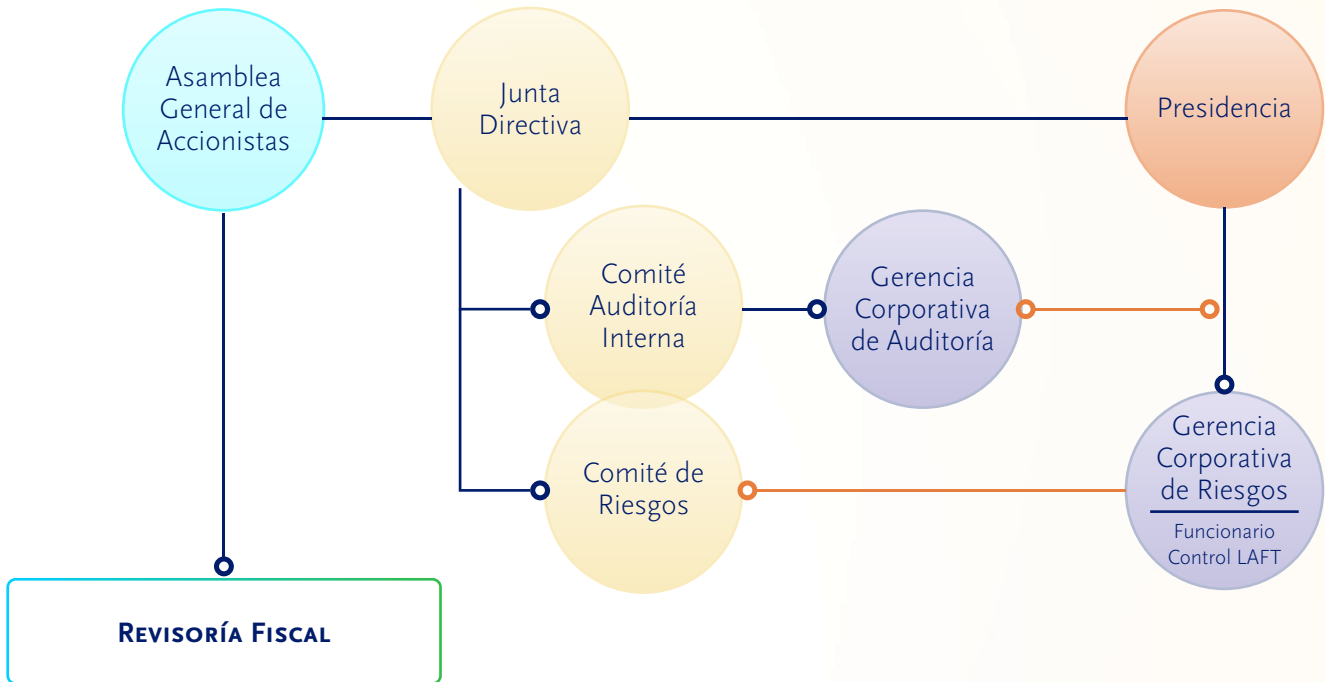 Asamblea
General de
Accionistas
Junta
Directiva
Presidencia
Comité
Auditoría
Interna
Gerencia
Corporativa
de Auditoría
Comité de
Riesgos
Gerencia
Corporativa
de Riesgos
Funcionario
Control LAFT
Revisoría Fiscal